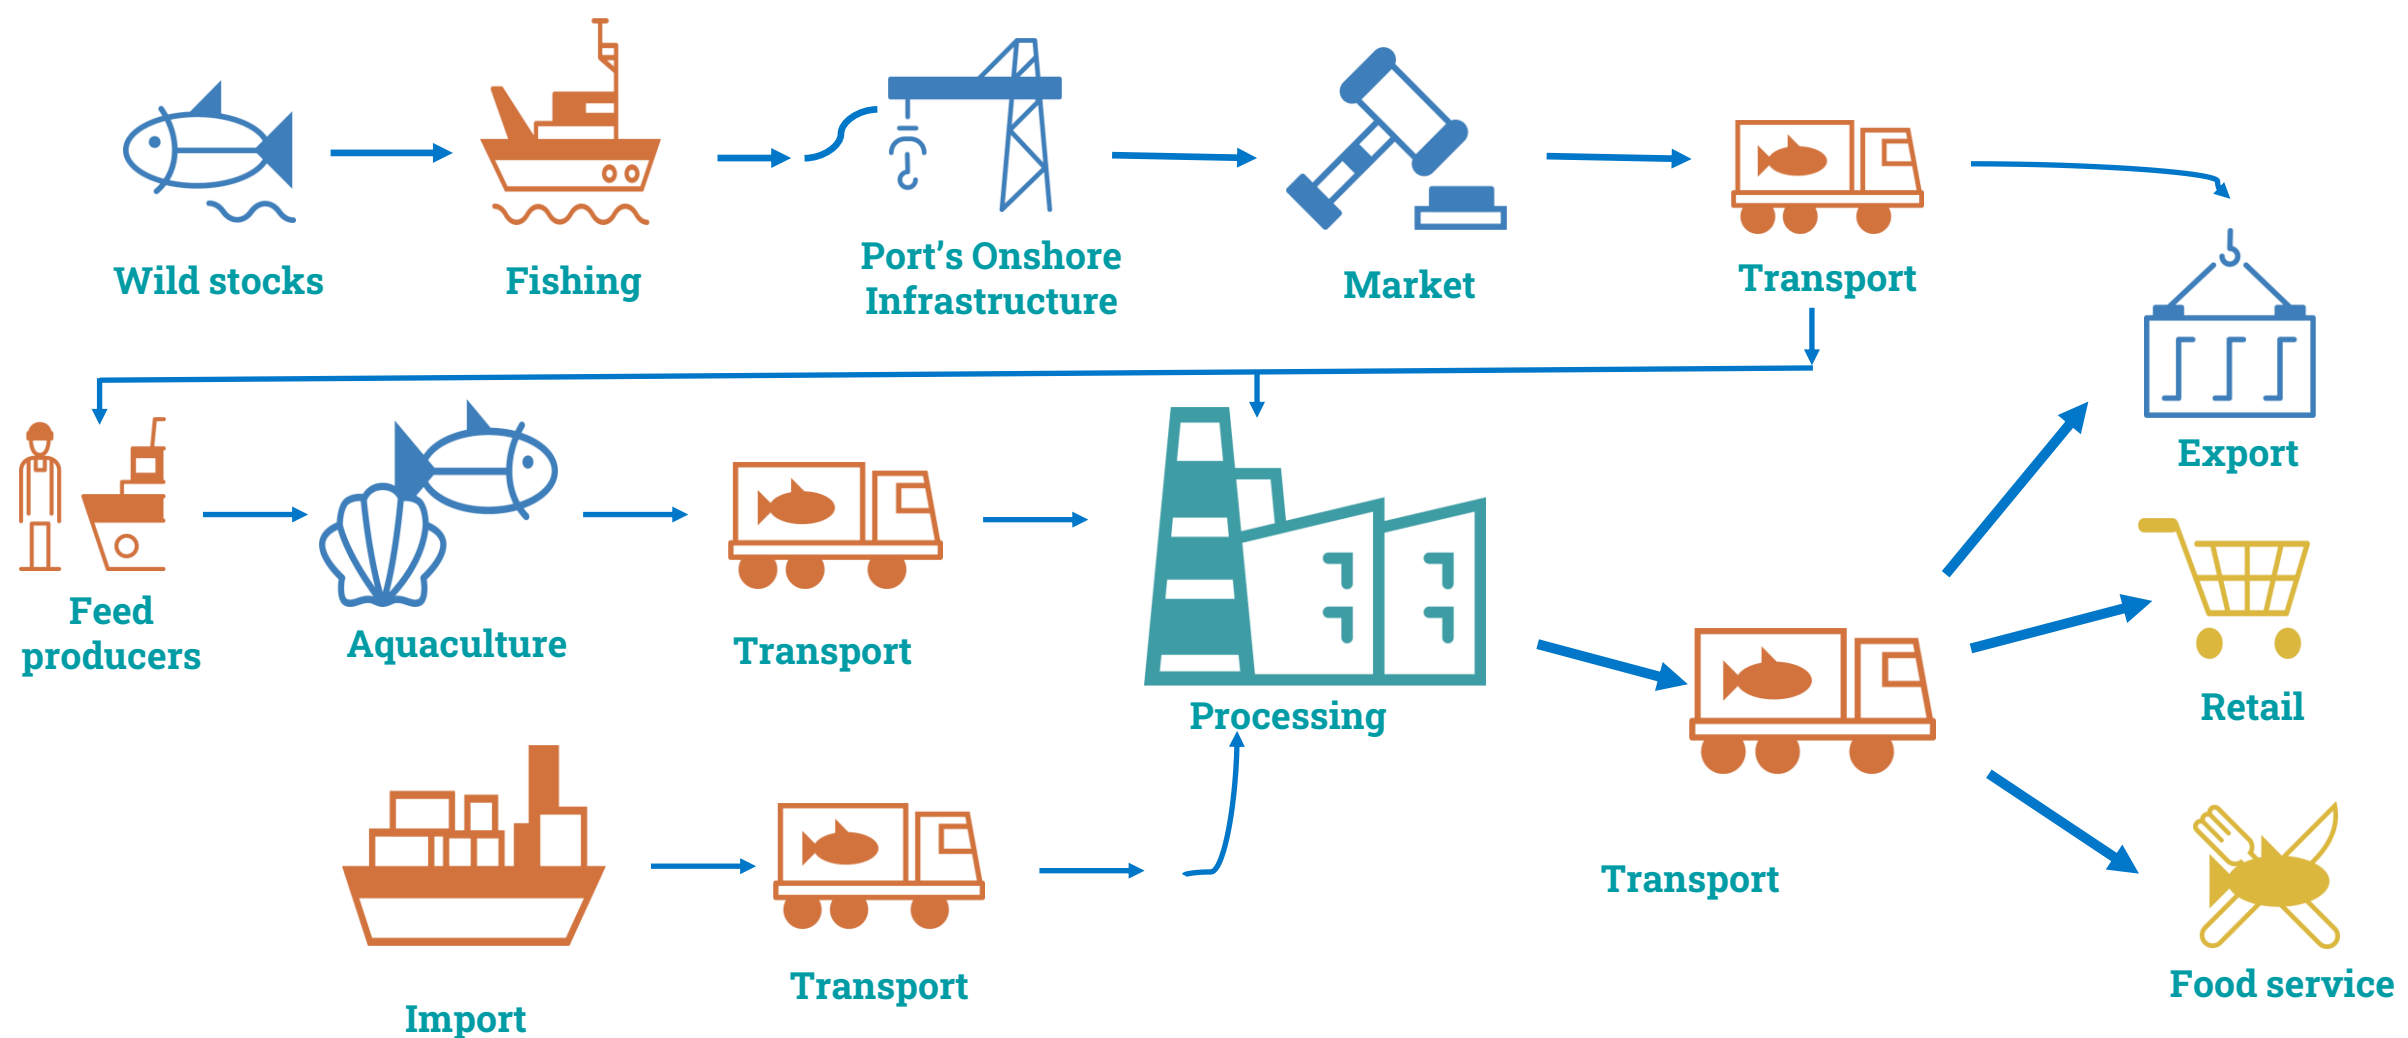 Wild stocks
Fishing
Port’s Onshore
Infrastructure
Market
Transport
Export
Feed
producers
Aquaculture
Transport
Processing
Retail
Transport
Import
Transport
Food service